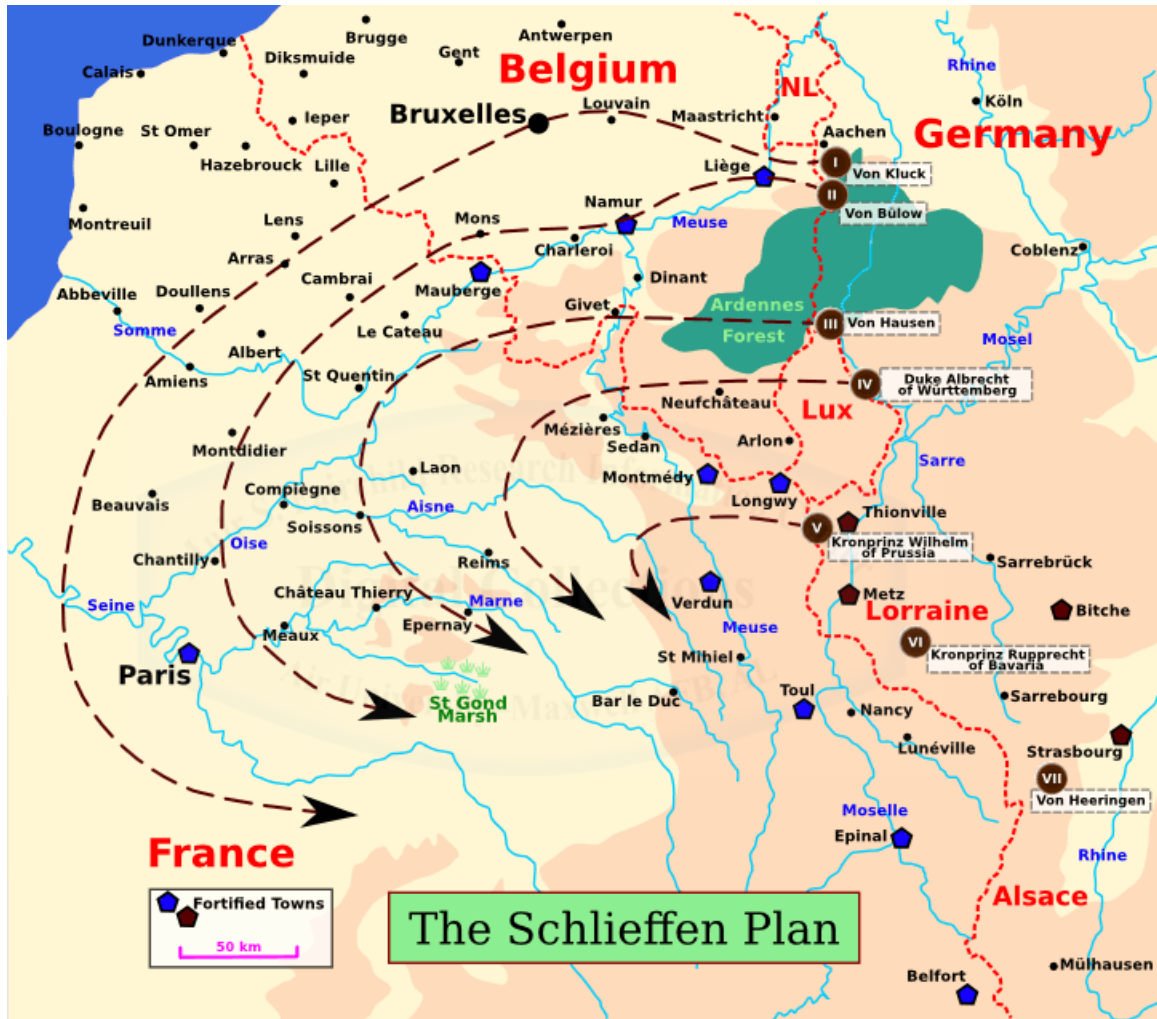 Dunkerque
Brugge
Antwerpen
Diksmuide
Gent
Calais
Belgium
Rhine
NL
Köln
Bruxelles
Louvain
Maastricht
Boulogne
St Omer
Ieper
Aachen
Germany
Hazebrouck
Lille
Liège
I
Von Kluck
II
Von Bülow
Montreuil
Lens
Mons
Namur
Meuse
Charleroi
Coblenz
Arras
Cambrai
Mauberge
Dinant
Abbeville
Doullens
Givet
Ardennes
Forest
Somme
Le Cateau
III
Von Hausen
Mosel
Albert
Amiens
St Quentin
IV
Duke Albrecht
of Württemberg
Neufchâteau
Lux
Mézières
Sedan
Arlon
Montdidier
Laon
Montmédy
Longwy
Sarre
Beauvais
Compiègne
Soissons
Aisne
Thionville
V
Kronprinz Wilhelm
of Prussia
Oise
Chantilly
Reims
Sarrebrück
Château Thierry
Marne
Seine
Epernay
Verdun
Metz
Lorraine
Bitche
Meuse
Meaux
VI
Kronprinz Rupprecht
of Bavaria
Paris
St Mihiel
St Gond
Marsh
Bar le Duc
Toul
Nancy
Sarrebourg
Lunéville
Strasbourg
VII
Von Heeringen
Moselle
Epinal
France
Rhine
Alsace
Fortified Towns
50 km
The Schlieffen Plan
Belfort
Mülhausen
Digital Collections